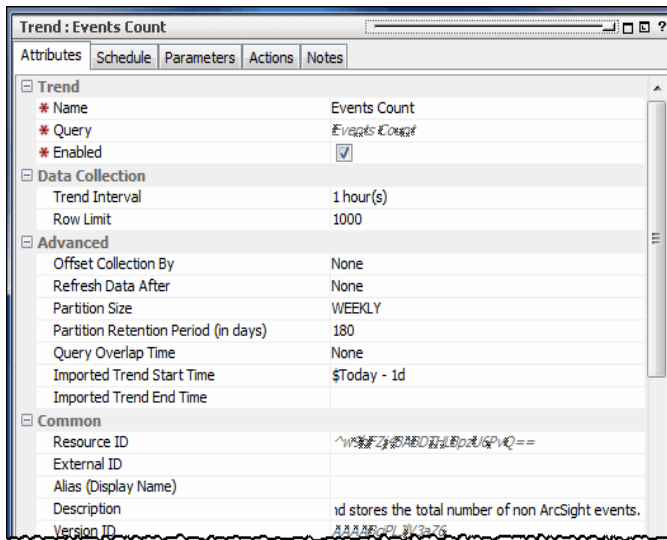 Trend : Events Count
?
Attributes Schedule Parameters Actions Notes
Trend
* Name Events Count
* Query Events Count
* Enabled
Data Collection
Trend Interval 1 hour(s)
Row Limit 1000
Advanced
Offset Collection By None
Refresh Data After None
Partition Size WEEKLY
Partition Retention Period (in days) 180
Query Overlap Time None
Imported Trend Start Time $Today - 1d
Imported Trend End Time
Common
Resource ID
External ID
Alias (Display Name)
Description nd stores the total number of non ArcSight events.
Version ID